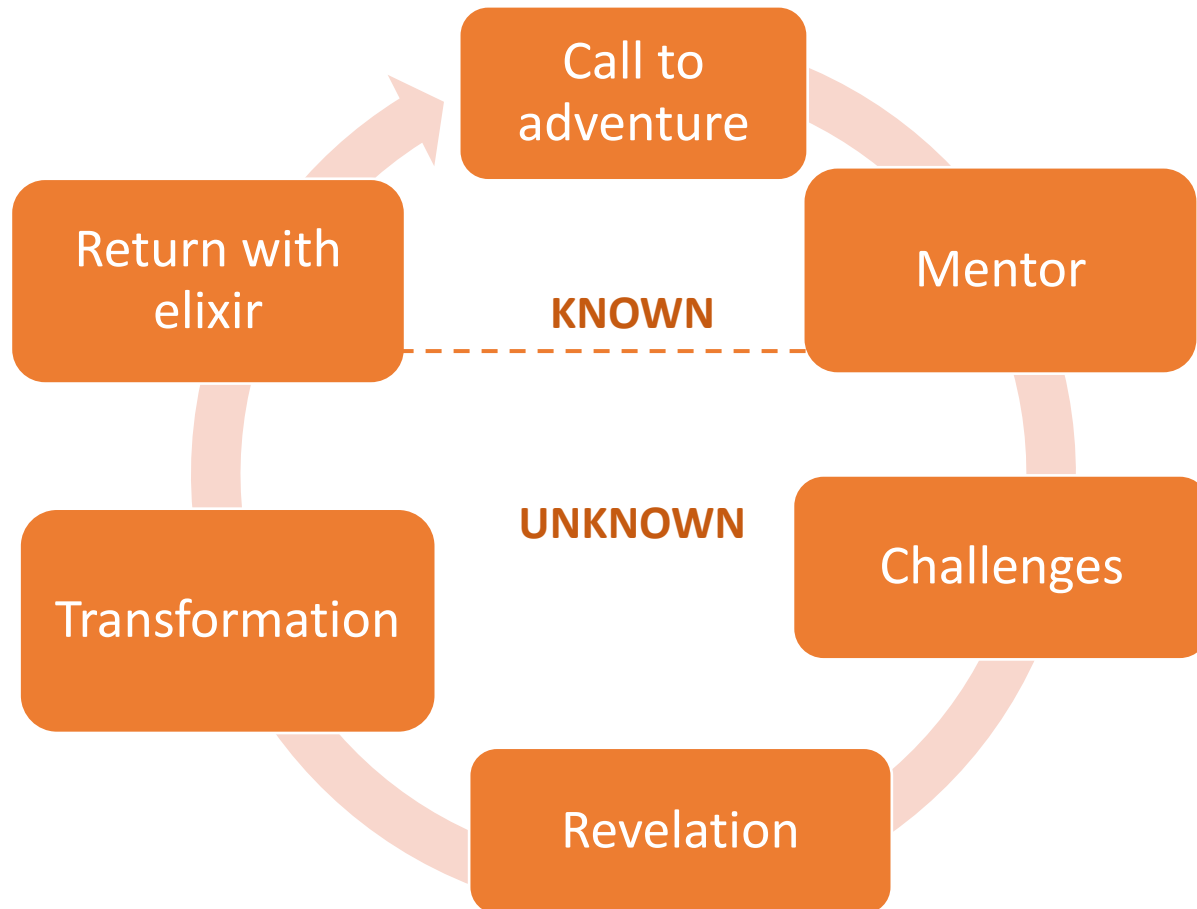 Call to
adventure
Mentor
Challenges
Revelation
Transformation
Return with
elixir
KNOWN
UNKNOWN